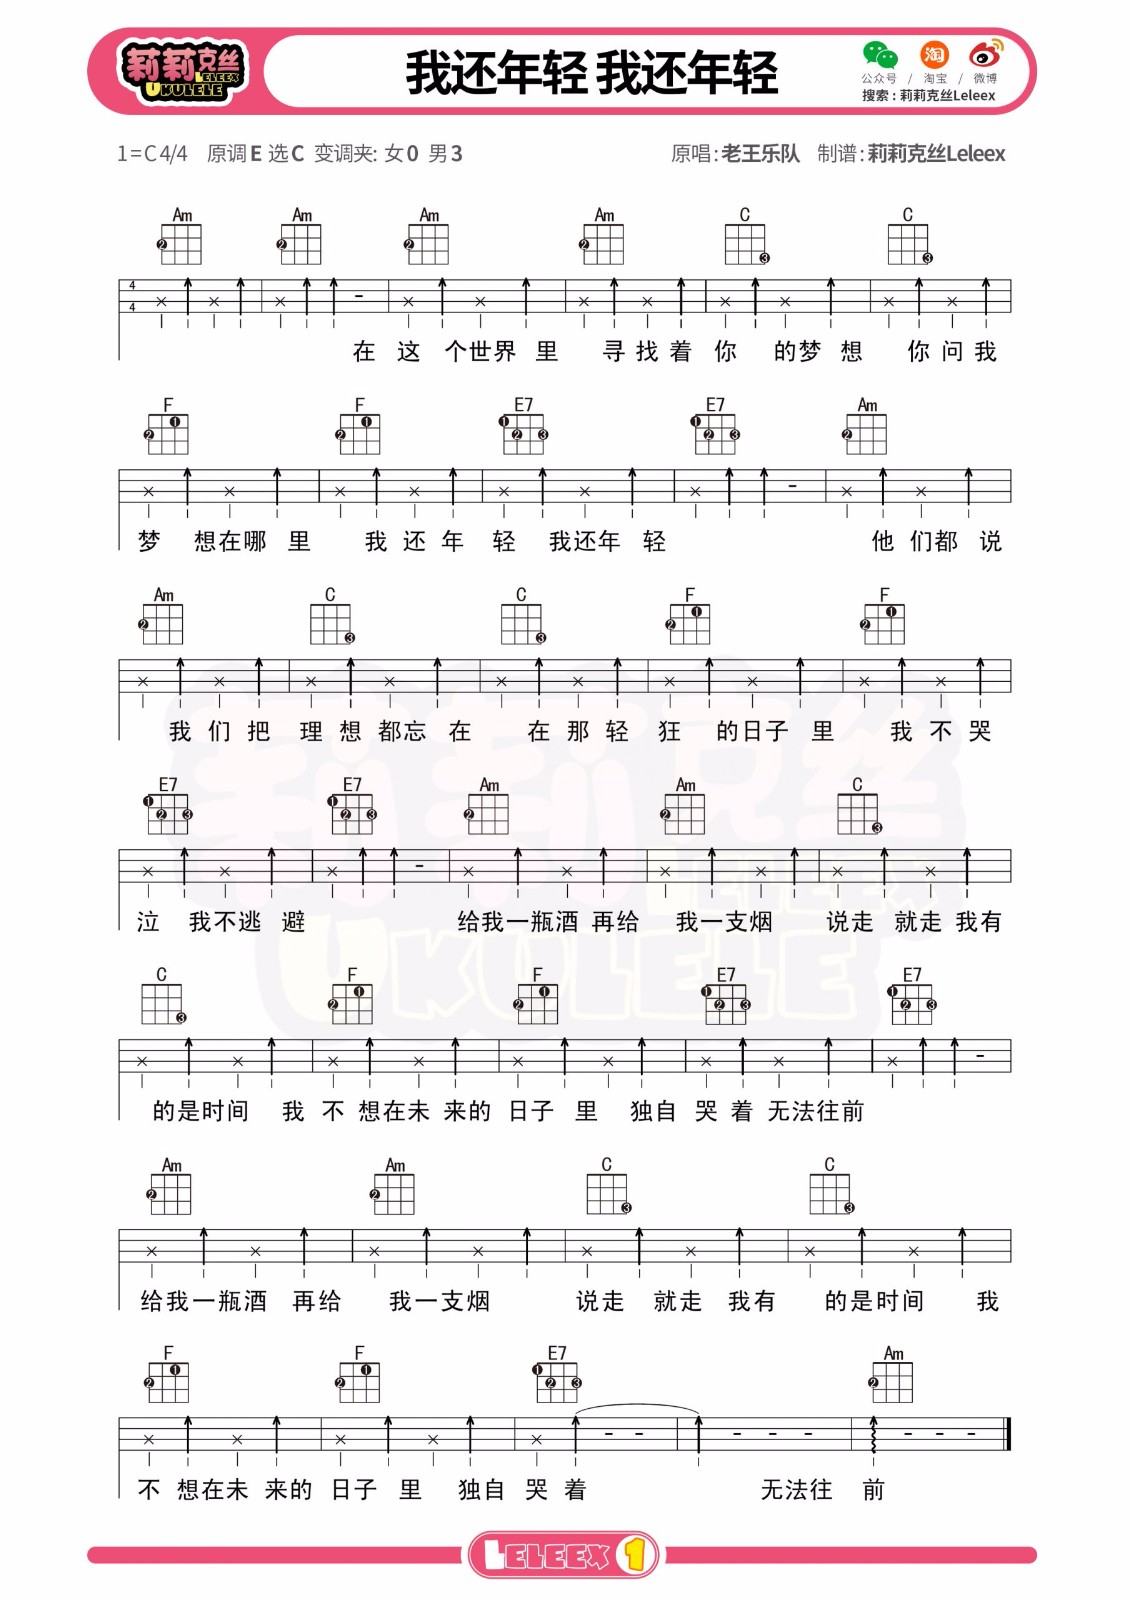 莉莉克丝
LELEEX
UKULELE
我还年轻 我还年轻
公众号 / 淘宝 / 微博
搜索：莉莉克丝Leleex
1=C 4/4 原调 E 选 C 变调夹: 女 0 男 3
原唱：老王乐队 制谱：莉莉克丝Leleex
Am Am Am Am C C
在 这 个世界 里 寻 找 着 你 的梦 想 你 问 我
F F E7 E7 Am
梦 想在哪 里 我 还 年 轻 我还年 轻 他 们都 说
Am C C F F
我 们 把 理 想 都忘 在 在 那 轻 狂 的日子 里 我 不 哭
E7 E7 Am Am C
泣 我不逃 避 给我一瓶酒 再给 我一支烟 说走 就走 我有
C F F E7 E7
的是时间 我 不 想在未 来的 日子 里 独自 哭 着 无法往前
Am Am C C
给我一瓶酒 再给 我一支烟 说走 就走 我有 的是时间 我
F F E7 Am
不 想在未 来的 日子 里 独自 哭 着 无法往 前
LELEEX 1